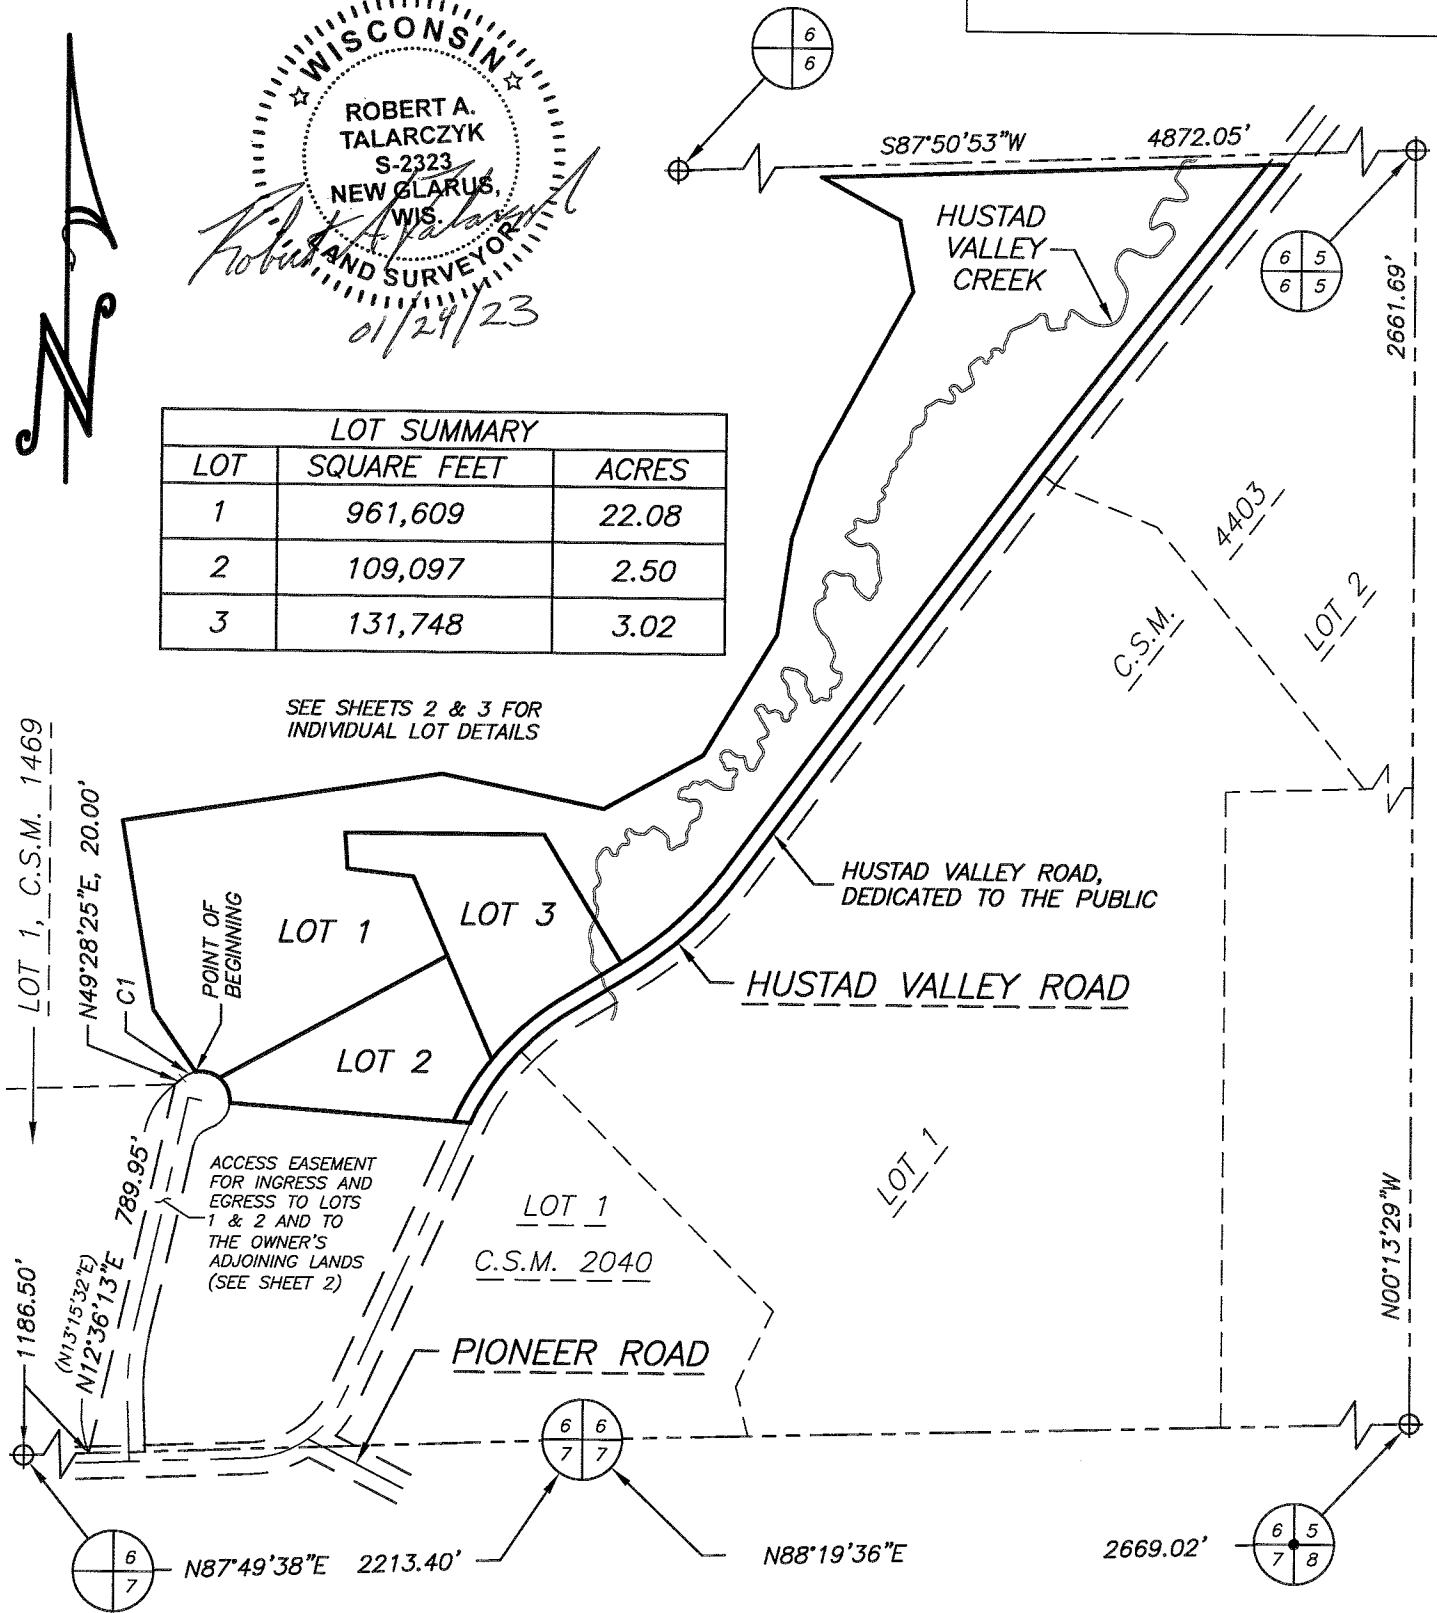 WISCONSIN
ROBERT A.
TALARCZYK
S-2323
NEW GLARUS,
WIS.
LAND SURVEYOR
Robert A. Talarczyk
01/24/23
N
6
6
S87°50'53"W 4872.05'
6 5
6 5
2661.69'
HUSTAD
VALLEY
CREEK
LOT SUMMARY
LOT SQUARE FEET ACRES
1 961,609 22.08
2 109,097 2.50
3 131,748 3.02
SEE SHEETS 2 & 3 FOR
INDIVIDUAL LOT DETAILS
4403
C.S.M.
LOT 2
LOT 1, C.S.M. 1469
N49°28'25"E, 20.00'
C1
POINT OF
BEGINNING
LOT 1
LOT 3
LOT 2
HUSTAD VALLEY ROAD,
DEDICATED TO THE PUBLIC
HUSTAD VALLEY ROAD
789.95'
ACCESS EASEMENT
FOR INGRESS AND
EGRESS TO LOTS
1 & 2 AND TO
THE OWNER'S
ADJOINING LANDS
(SEE SHEET 2)
LOT 1
C.S.M. 2040
LOT 1
N00°13'29"W
1186.50'
(N13°15'32"E)
N12°36'13"E
PIONEER ROAD
6 6
7 7
6
7
N87°49'38"E 2213.40'
N88°19'36"E 2669.02'
6 5
7 8